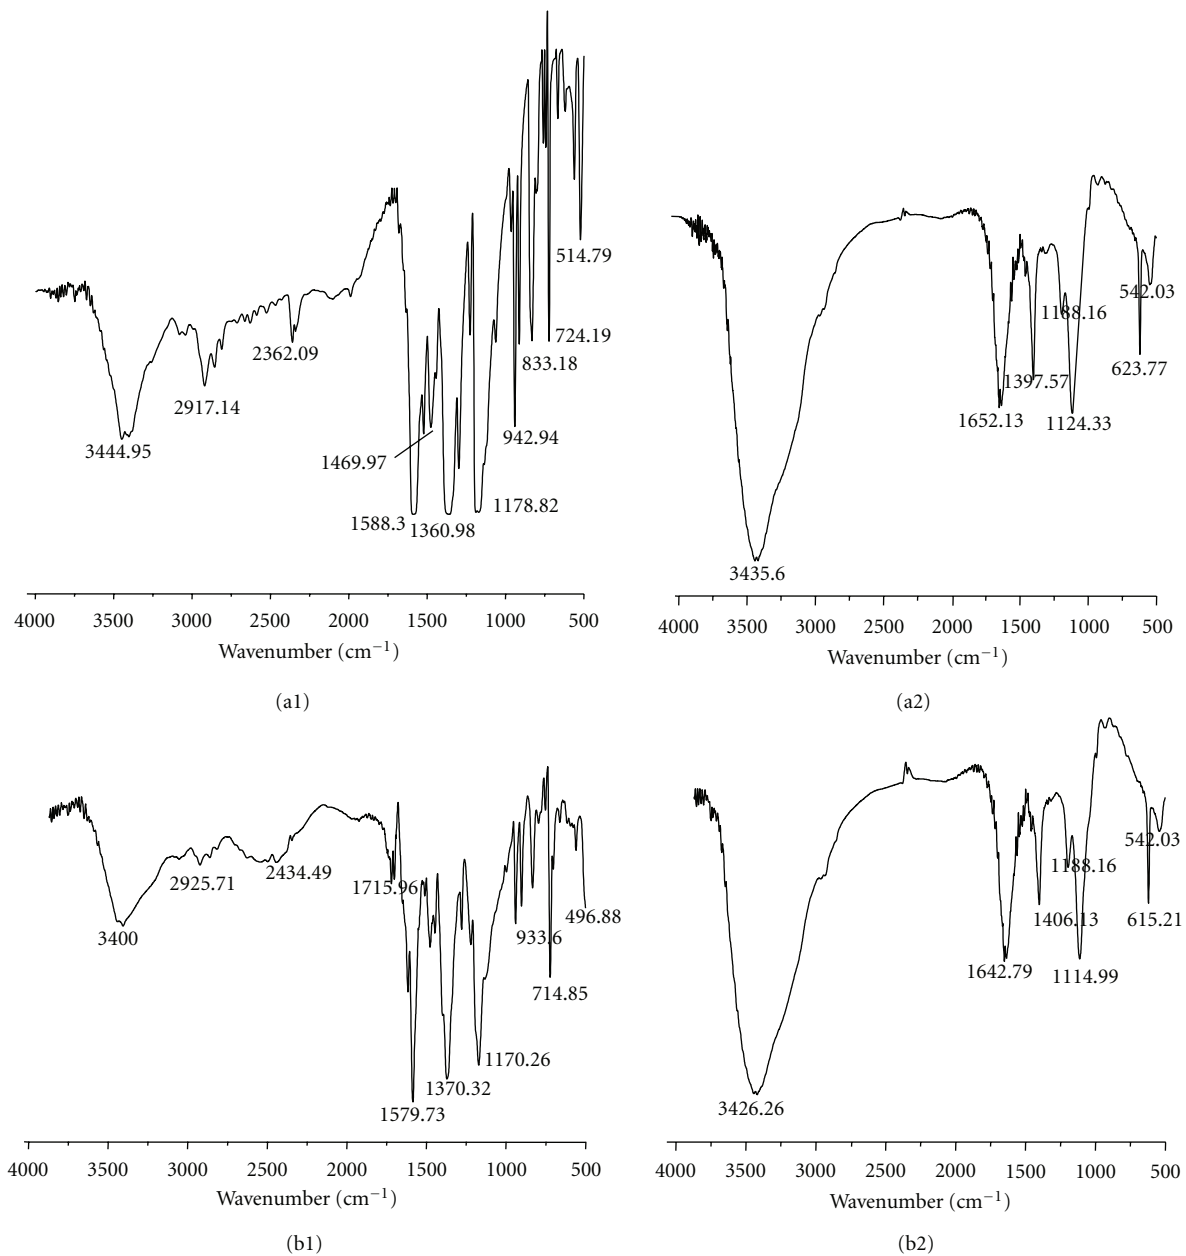 514.79
724.19
2362.09
833.18
2917.14
942.94
3444.95
1469.97
1178.82
1588.3
1360.98
4000 3500 3000 2500 2000 1500 1000 500
Wavenumber (cm−1)
(a1)
542.03
1188.16
623.77
1397.57
1652.13
1124.33
3435.6
4000 3500 3000 2500 2000 1500 1000 500
Wavenumber (cm−1)
(a2)
2434.49
2925.71
1715.96
496.88
3400
933.6
714.85
1170.26
1370.32
1579.73
4000 3500 3000 2500 2000 1500 1000 500
Wavenumber (cm−1)
(b1)
542.03
1188.16
1406.13
615.21
1642.79
1114.99
3426.26
4000 3500 3000 2500 2000 1500 1000 500
Wavenumber (cm−1)
(b2)